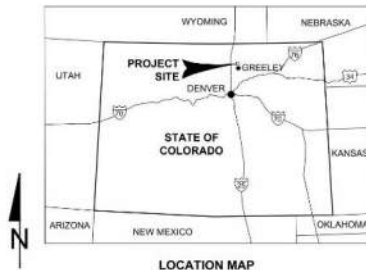 WYOMING
NEBRASKA
PROJECT
SITE
76
GREELEY
34
UTAH
DENVER
70
70
STATE OF
COLORADO
KANSAS
25
ARIZONA
NEW MEXICO
OKLAHOMA
N
LOCATION MAP